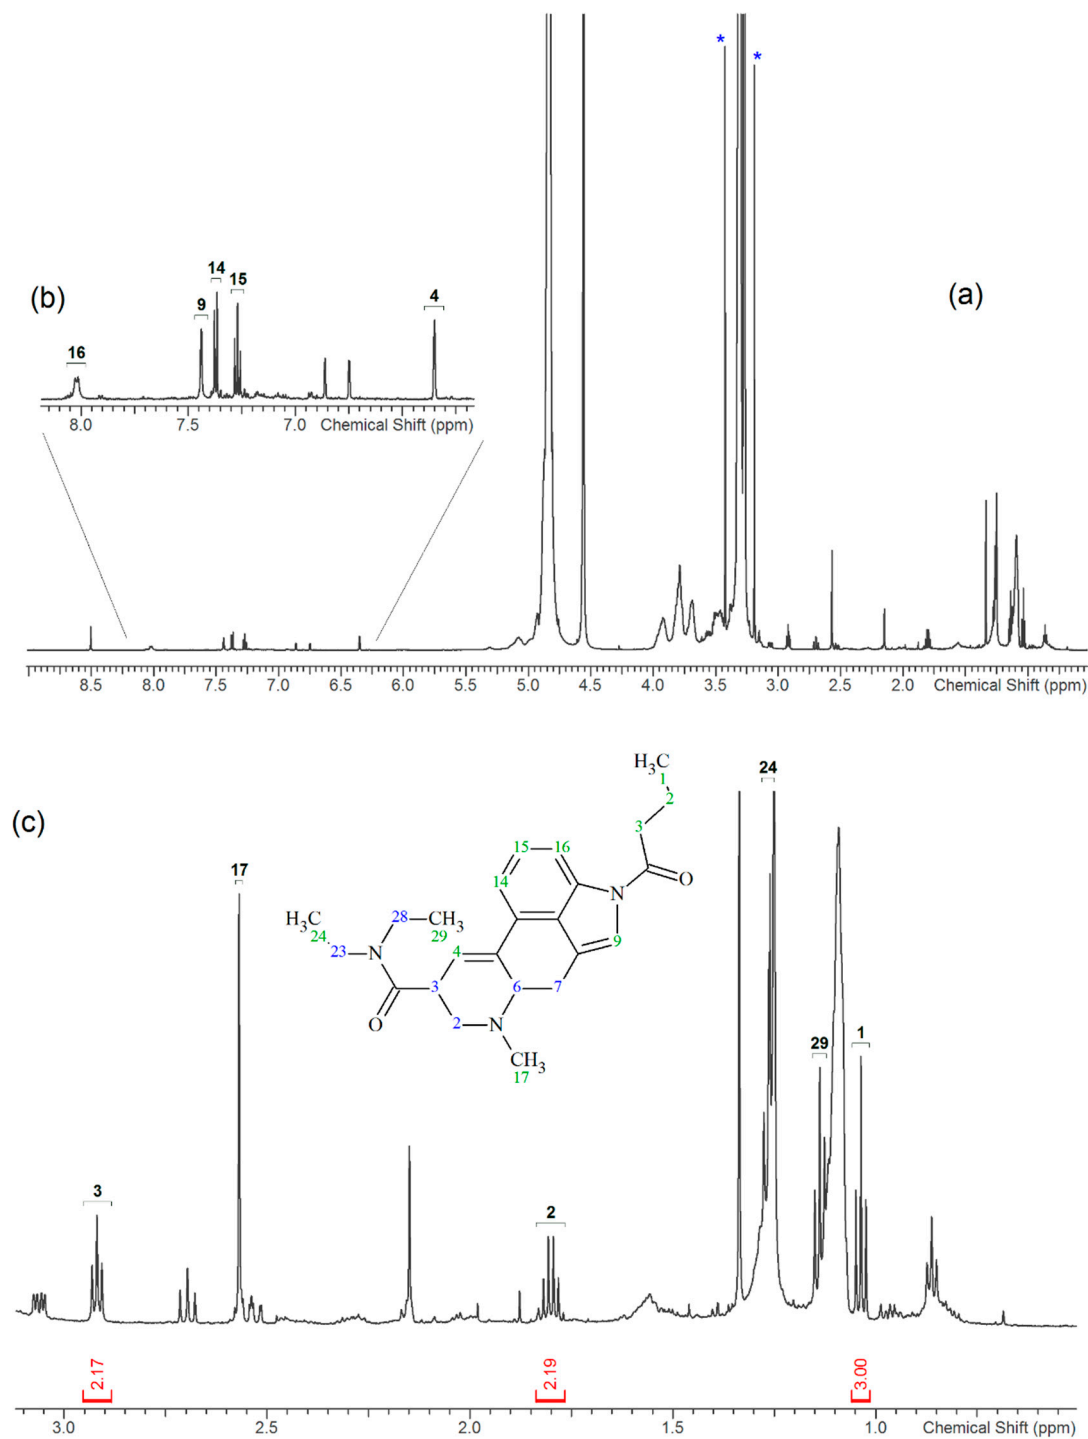 *
*
(a)
(b)
16
9
14
15
4
8.0 7.5 7.0 Chemical Shift (ppm)
8.5 8.0 7.5 7.0 6.5 6.0 5.5 5.0 4.5 4.0 3.5 3.0 2.5 2.0 Chemical Shift (ppm)
(c)
H₃C
1
2
3
O
N
15
16
14
9
H₃C
24
23
28
CH₃
29
N
4
3
6
7
O
2
N
CH₃
17
3
17
2
24
29
1
2.17
2.19
3.00
3.0 2.5 2.0 1.5 1.0 Chemical Shift (ppm)